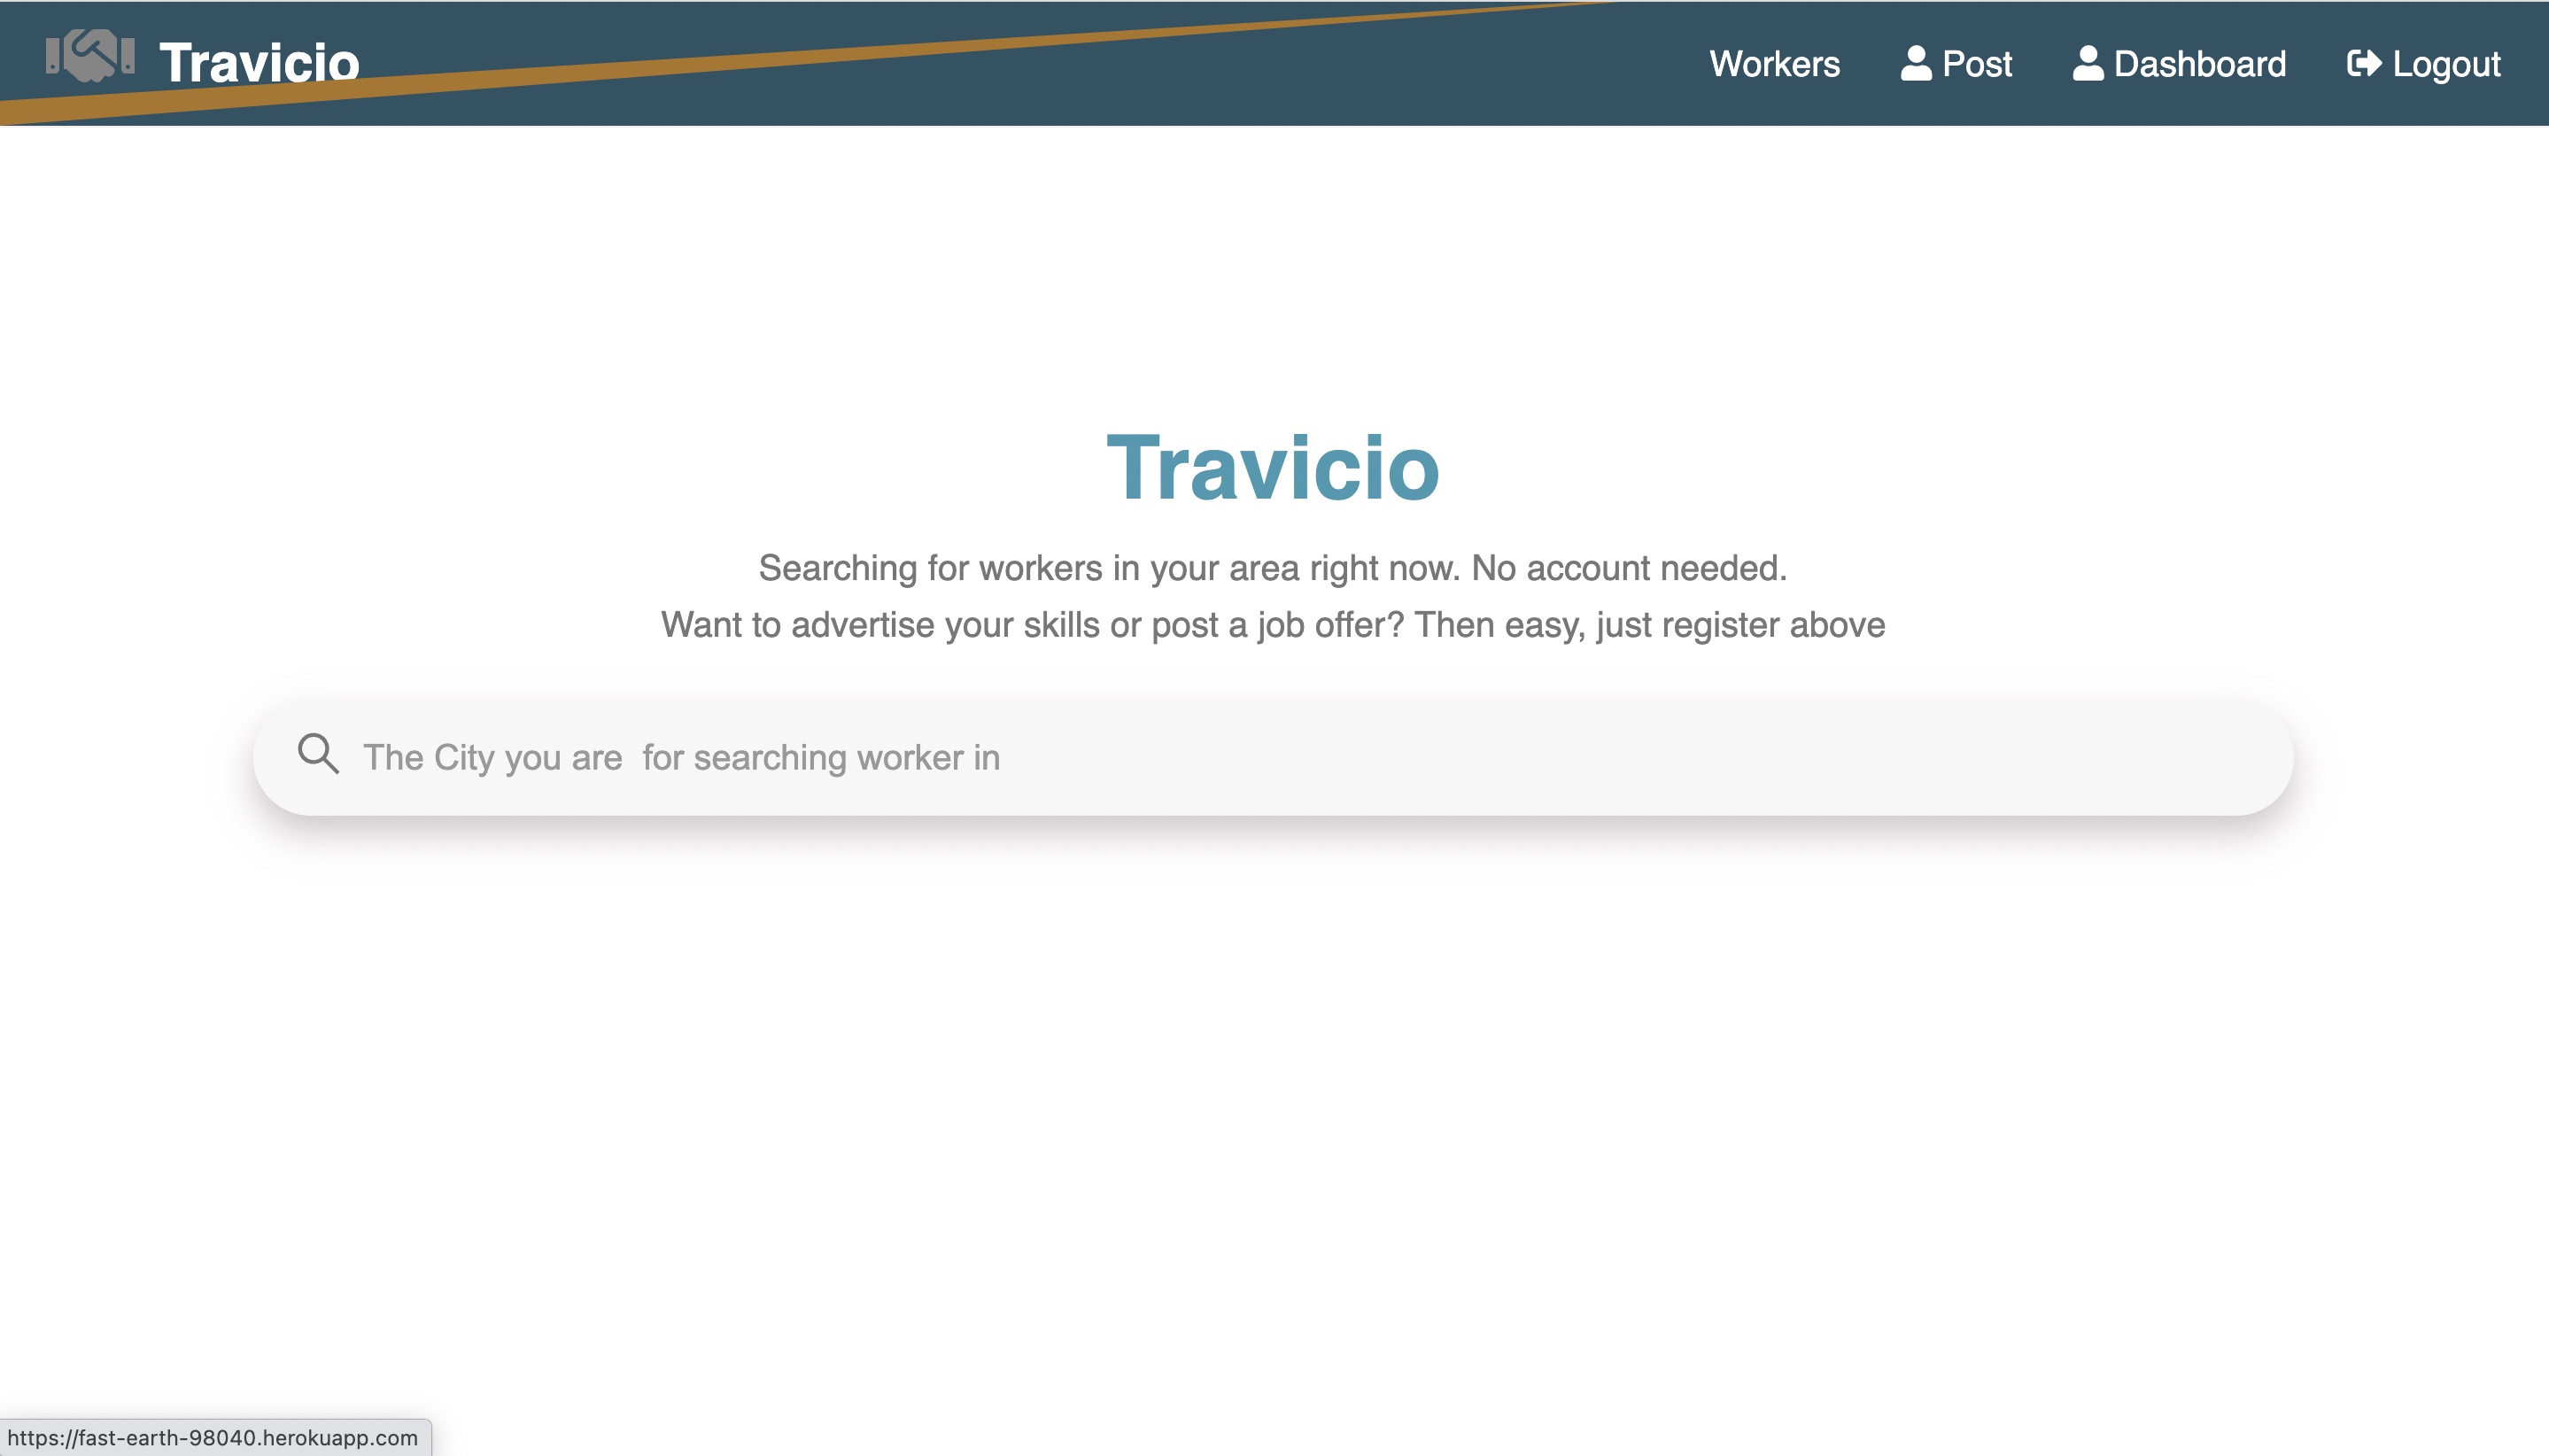 Travicio
Workers Post Dashboard Logout
Travicio
Searching for workers in your area right now. No account needed.
Want to advertise your skills or post a job offer? Then easy, just register above
The City you are  for searching worker in
https://fast-earth-98040.herokuapp.com